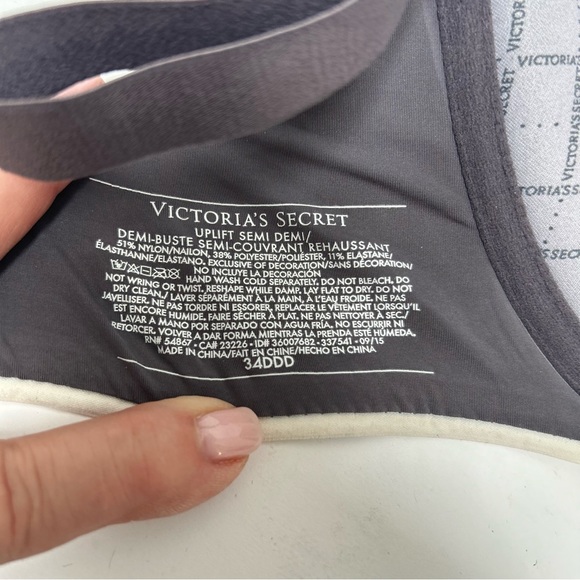 VICTORIA'S SECRET
UPLIFT SEMI DEMI/
DEMI-BUSTE SEMI-COUVRANT REHAUSSANT
51% NYLON/NAILON, 38% POLYESTER/POLIÉSTER, 11% ELASTANE/
ÉLASTHANNE/ELASTANO. EXCLUSIVE OF DECORATION/SANS DÉCORATION/
NO INCLUYE LA DECORACIÓN
HAND WASH COLD SEPARATELY. DO NOT BLEACH. DO
NOT WRING OR TWIST. RESHAPE WHILE DAMP. LAY FLAT TO DRY. DO NOT
DRY CLEAN./ LAVER SÉPARÉMENT À LA MAIN, À L'EAU FROIDE. NE PAS
JAVELLISER. NE PAS TORDRE NI ESSORER. REPLACER LE VÊTEMENT LORSQU'IL
EST ENCORE HUMIDE. FAIRE SÉCHER À PLAT. NE PAS NETTOYER À SEC./
LAVAR A MANO POR SEPARADO CON AGUA FRÍA. NO ESCURRIR NI
RETORCER. VOLVER A DAR FORMA MIENTRAS LA PRENDA ESTÉ HÚMEDA.
RN# 54867 - CA# 23226 - ID# 36007682 - 337541 - 09/15
MADE IN CHINA/FAIT EN CHINE/HECHO EN CHINA
34DDD
VICTORIA'S
SECRET
VICTORIA'S SECRET
VICTORIA'S
TORIA'S SECRET
VICTORIA'S SECRET